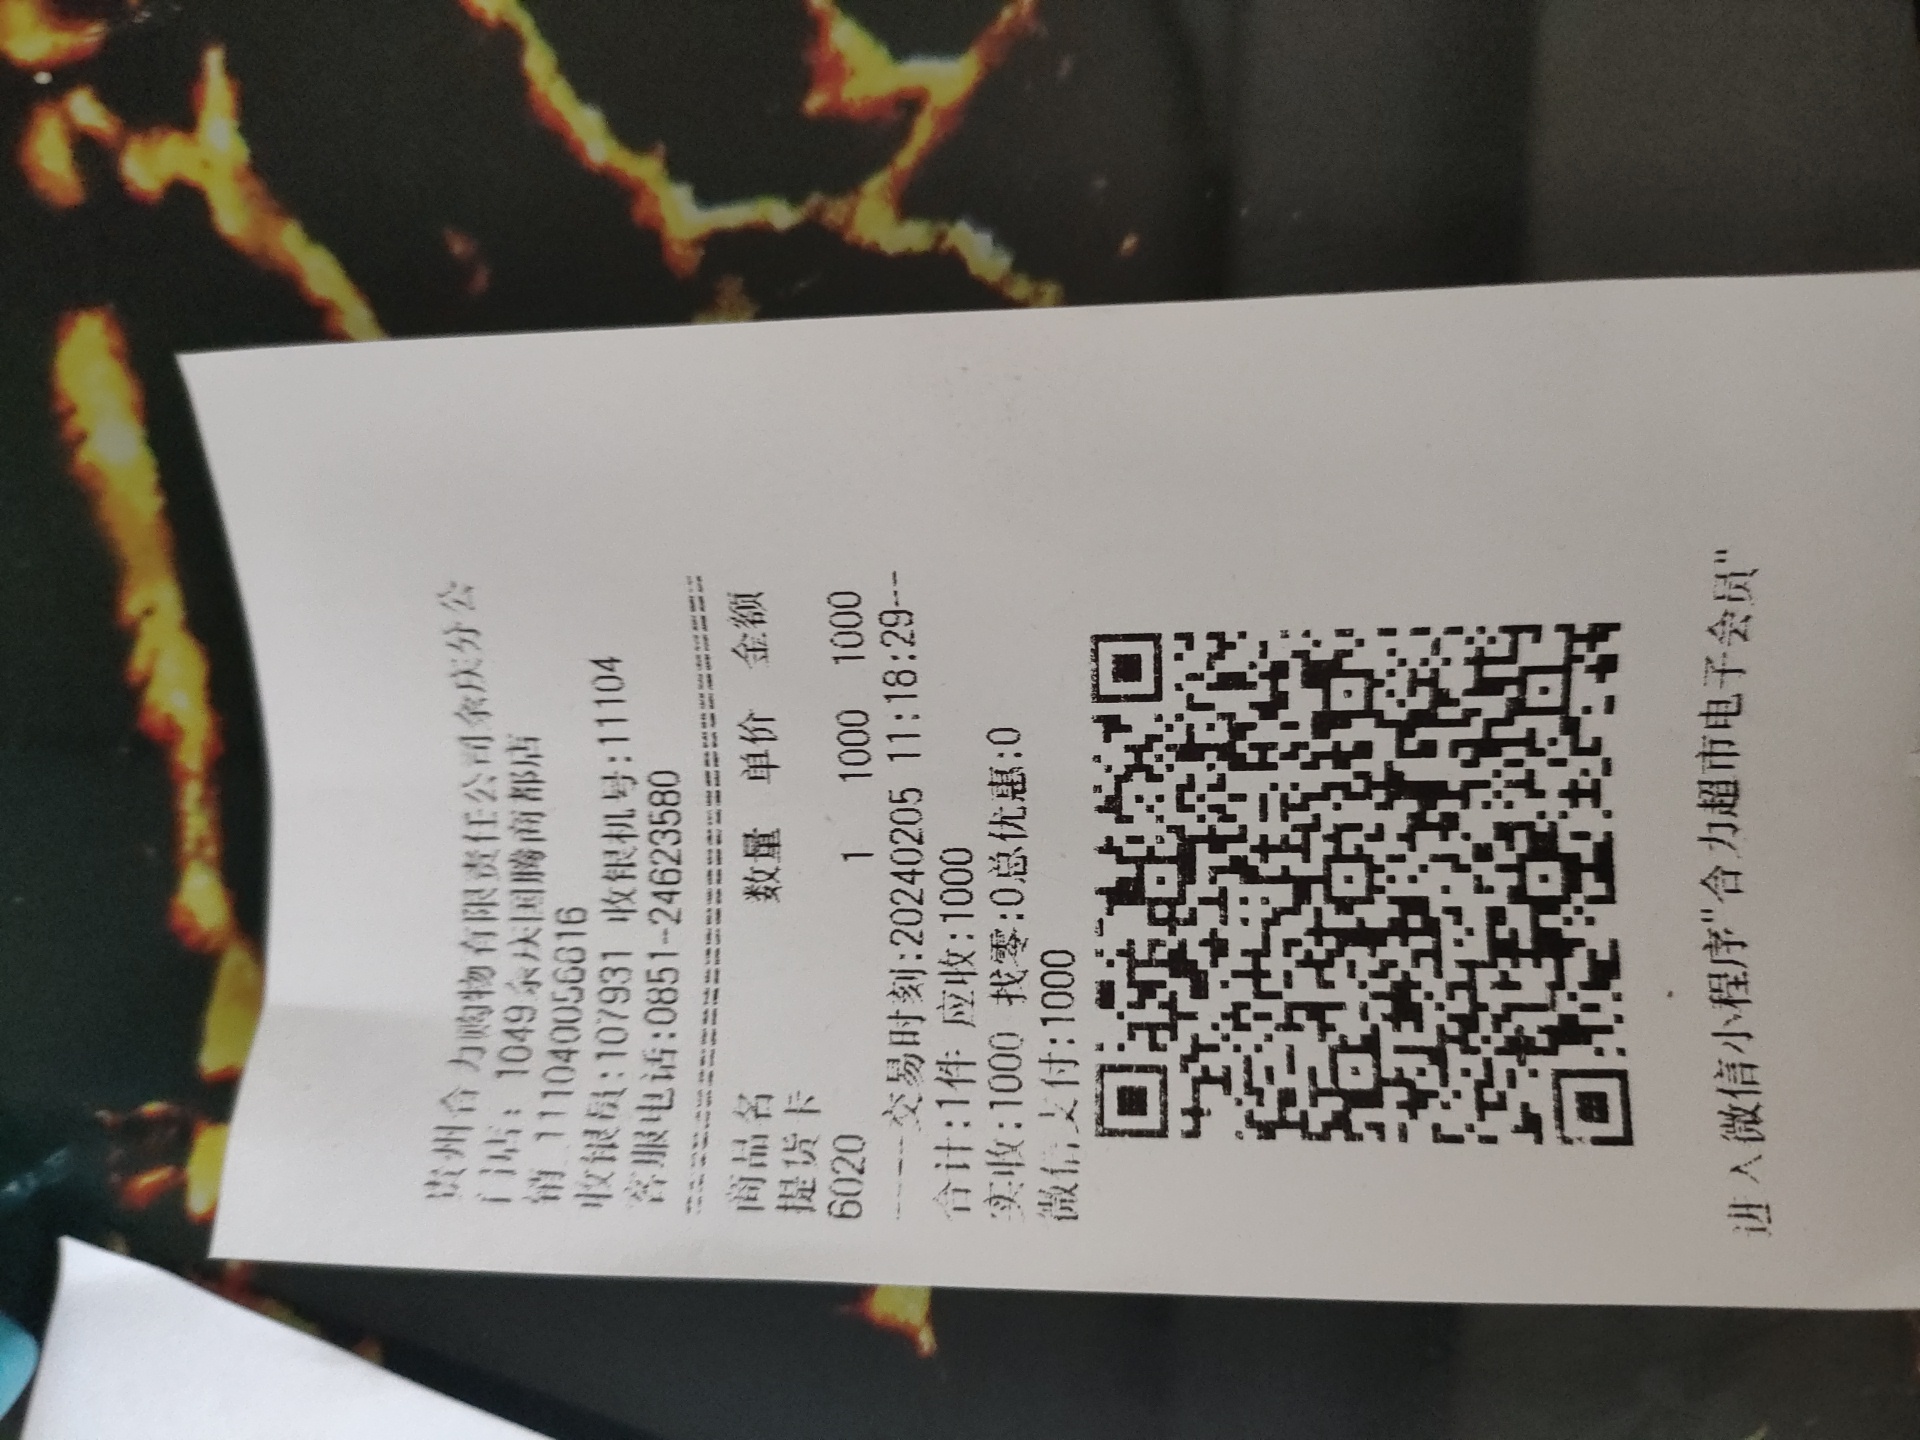 贵州合力购物有限责任公司余庆分公
门店: 1049余庆国腾商都店
销 111040056816
收银员:107931 收银机号:11104
客服电话:0851-24623580
商品名 数量 单价 金额
提货卡
6020 1 1000 1000
----交易时刻:20240205 11:18:29---
合计:1件 应收:1000
实收:1000 找零:0总优惠:0
微信支付:1000
进入微信小程序"合力超市电子会员"